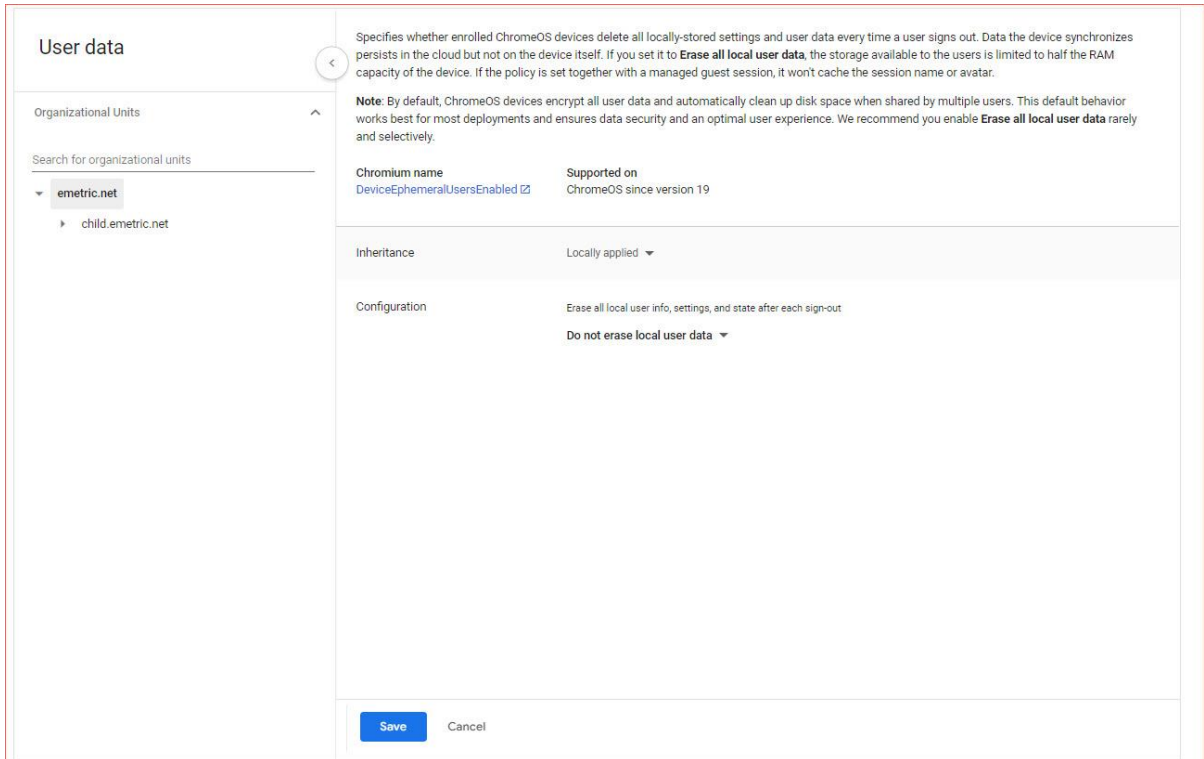 User data
Organizational Units
Search for organizational units
emetric.net
child.emetric.net
Specifies whether enrolled ChromeOS devices delete all locally-stored settings and user data every time a user signs out. Data the device synchronizes
persists in the cloud but not on the device itself. If you set it to Erase all local user data, the storage available to the users is limited to half the RAM
capacity of the device. If the policy is set together with a managed guest session, it won't cache the session name or avatar.
Note: By default, ChromeOS devices encrypt all user data and automatically clean up disk space when shared by multiple users. This default behavior
works best for most deployments and ensures data security and an optimal user experience. We recommend you enable Erase all local user data rarely
and selectively.
Chromium name
DeviceEphemeralUsersEnabled
Supported on
ChromeOS since version 19
Inheritance
Locally applied
Configuration
Erase all local user info, settings, and state after each sign-out
Do not erase local user data
Save
Cancel